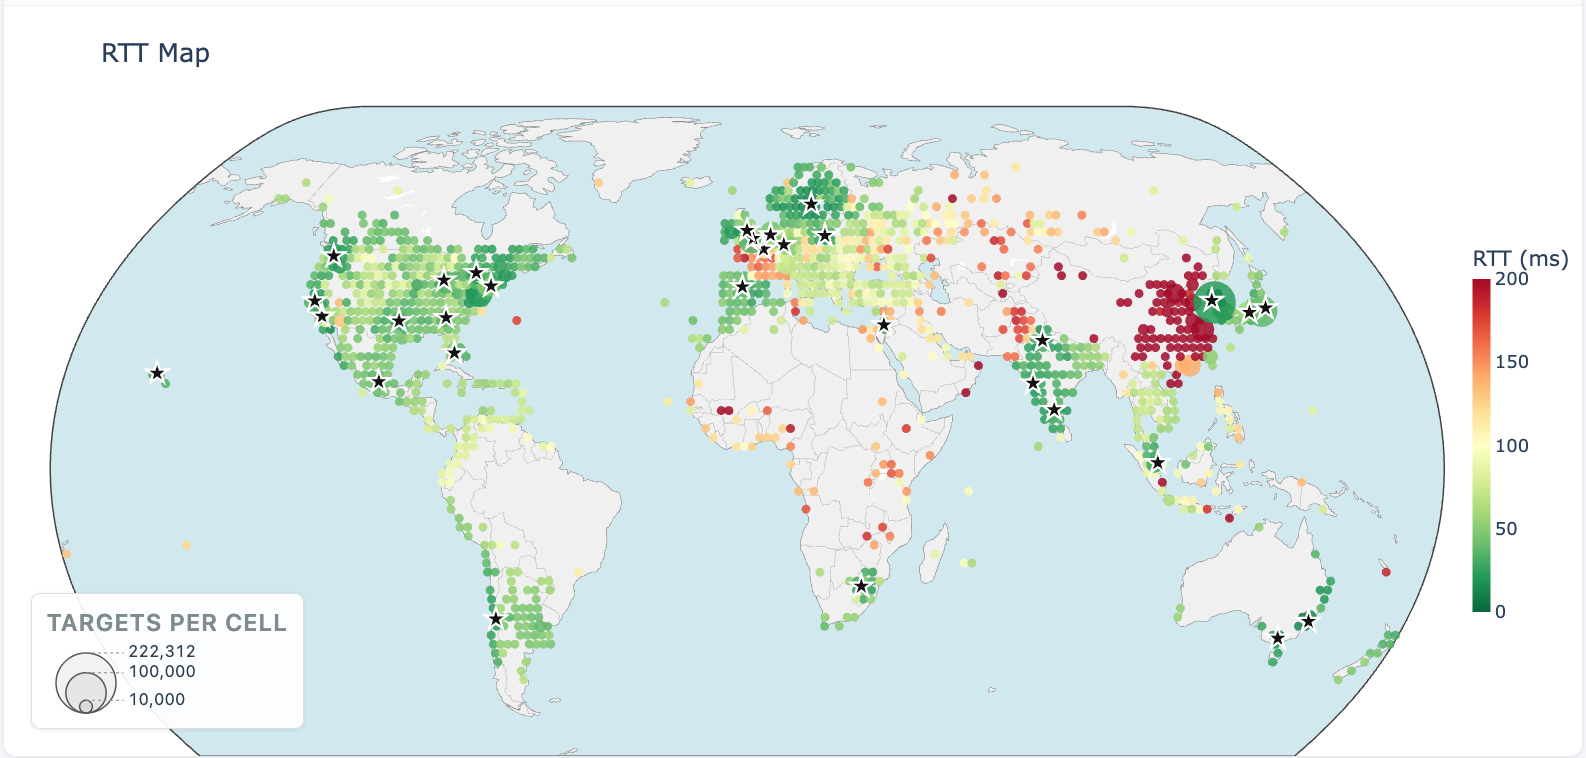 RTT Map
RTT (ms)
200
150
100
50
0
TARGETS PER CELL
222,312
100,000
10,000